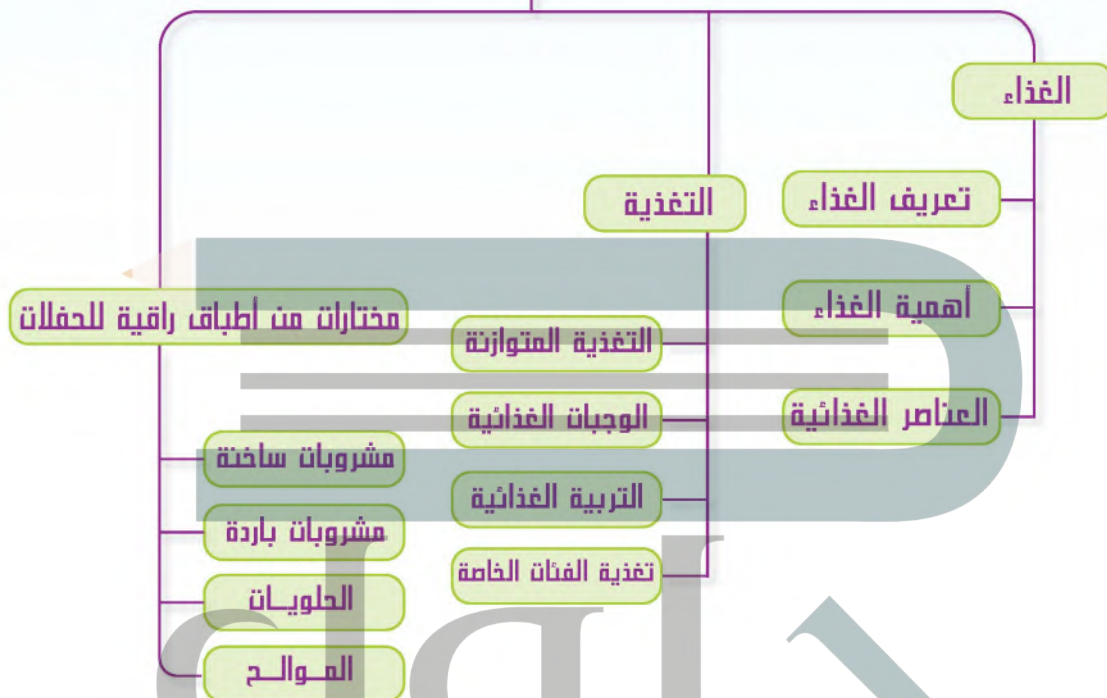 الغذاء
تعريف الغذاء
أهمية الغذاء
العناصر الغذائية
التغذية
التغذية المتوازنة
الوجبات الغذائية
التربية الغذائية
تغذية الفئات الخاصة
مختارات من أطباق راقية للحفلات
مشروبات ساخنة
مشروبات باردة
الحلويـات
المـوالـح